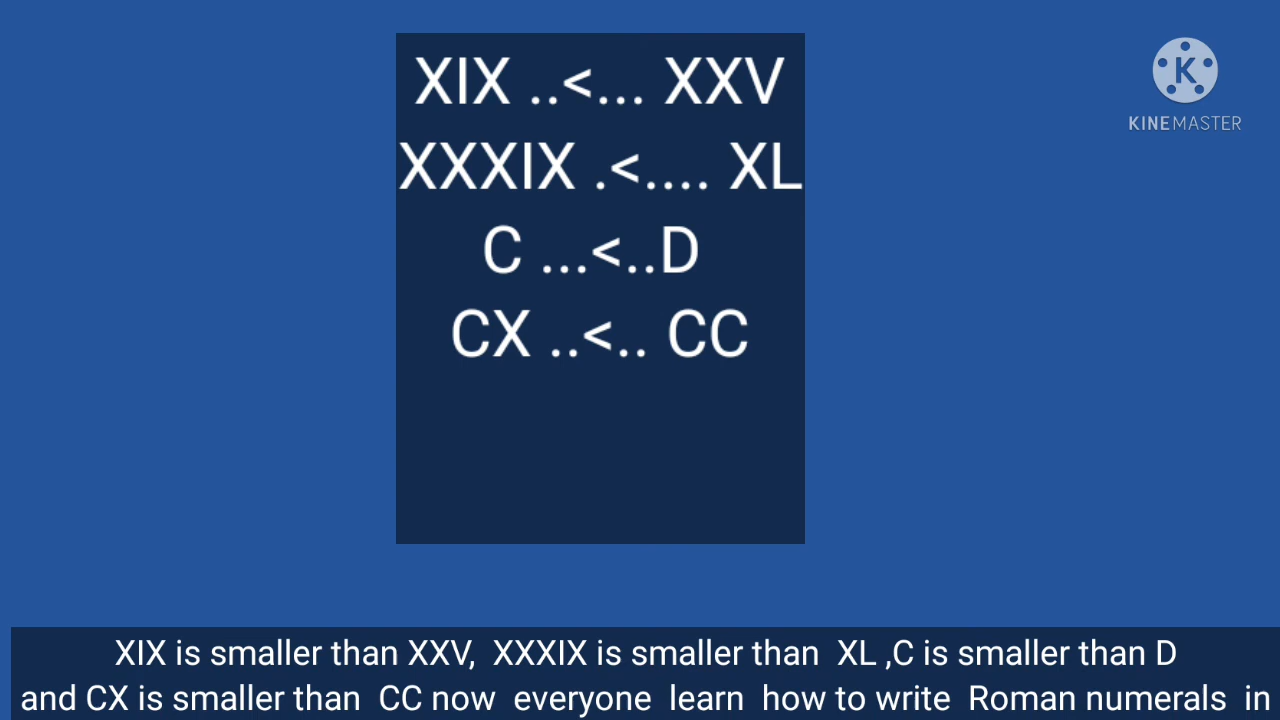 XIX ..<... XXV
K
KINEMASTER
XXXIX .<.... XL
C ...<..D
CX ..<.. CC
XIX is smaller than XXV,  XXXIX is smaller than  XL ,C is smaller than D
and CX is smaller than  CC now  everyone  learn  how to write  Roman numerals  in